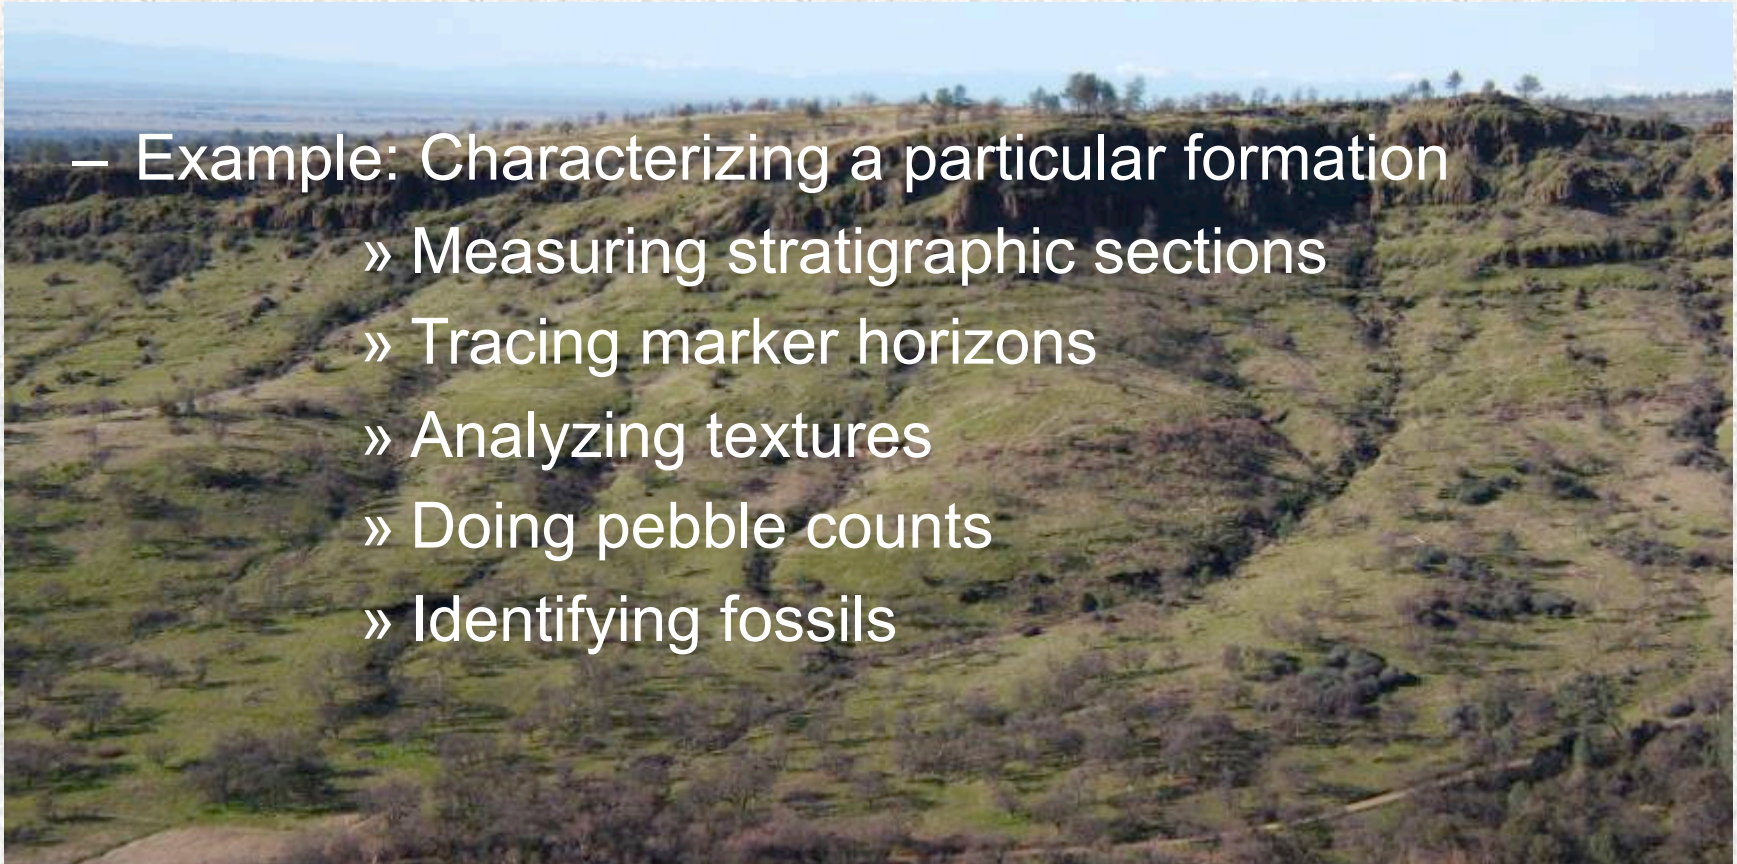 – Example: Characterizing a particular formation
» Measuring stratigraphic sections
» Tracing marker horizons
» Analyzing textures
» Doing pebble counts
» Identifying fossils